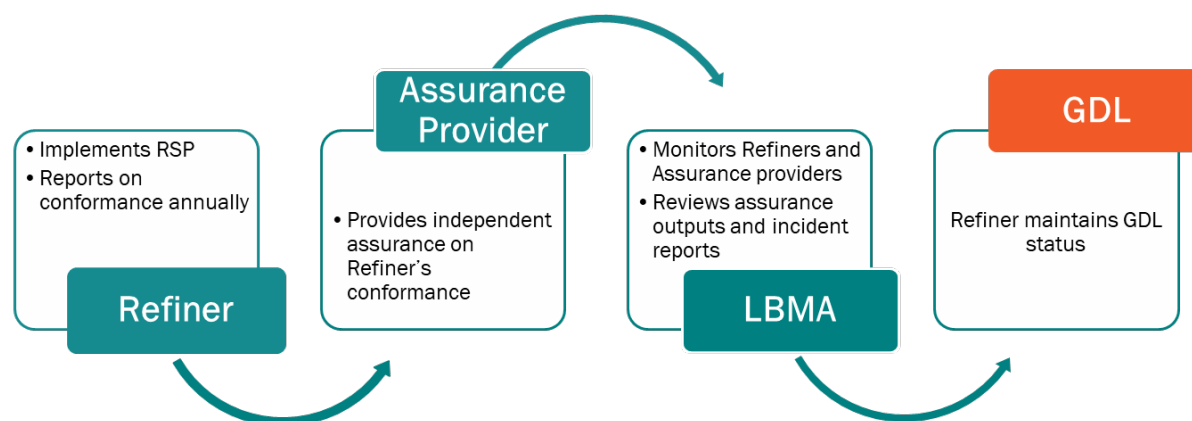 • Implements RSP
• Reports on
conformance annually
Refiner
Assurance
Provider
• Provides independent
assurance on
Refiner's
conformance
• Monitors Refiners and
Assurance providers
• Reviews assurance
outputs and incident
reports
LBMA
GDL
Refiner maintains GDL
status